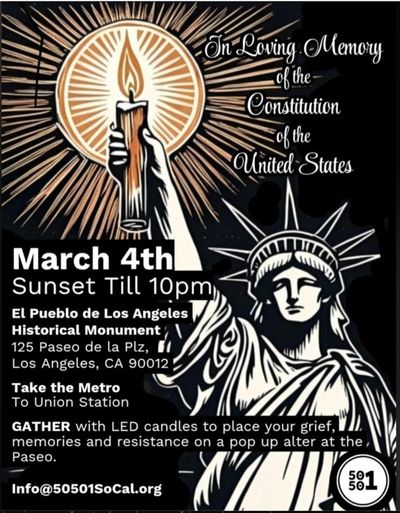 In Loving Memory
of the
Constitution
of the
United States
March 4th
Sunset Till 10pm
El Pueblo de Los Angeles
Historical Monument
125 Paseo de la Plz,
Los Angeles, CA 90012
Take the Metro
To Union Station
GATHER with LED candles to place your grief,
memories and resistance on a pop up alter at the
Paseo.
Info@50501SoCal.org
50
50 1